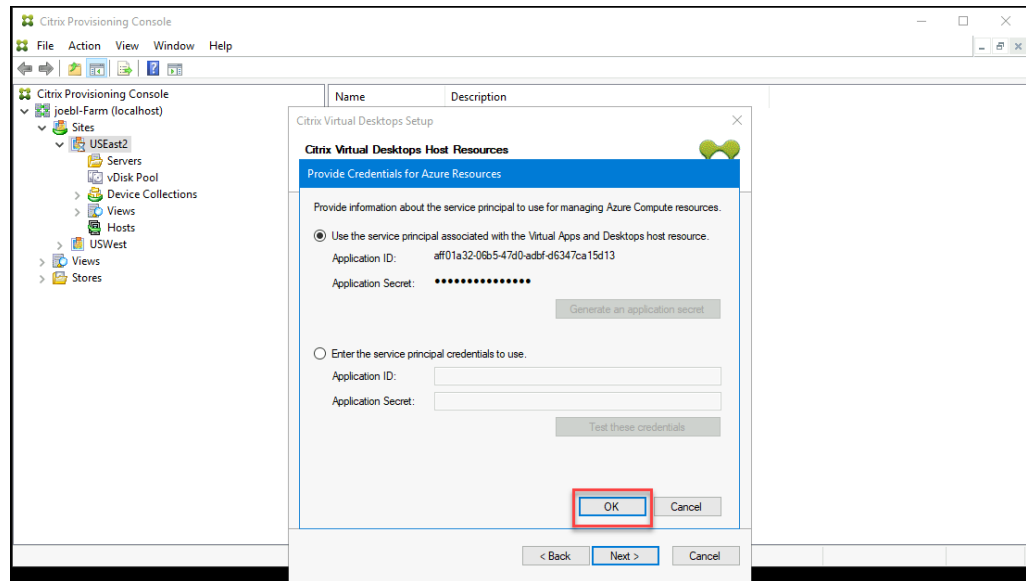 Citrix Provisioning Console
File Action View Window Help
Citrix Provisioning Console
joebl-Farm (localhost)
Sites
USEast2
Servers
vDisk Pool
Device Collections
Views
Hosts
USWest
Views
Stores
Name Description
Citrix Virtual Desktops Setup
Citrix Virtual Desktops Host Resources
Provide Credentials for Azure Resources
Provide information about the service principal to use for managing Azure Compute resources.
Use the service principal associated with the Virtual Apps and Desktops host resource.
Application ID: aff01a32-06b5-47d0-adbf-d6347ca15d13
Application Secret: •••••••••••••••
Generate an application secret
Enter the service principal credentials to use.
Application ID:
Application Secret:
Test these credentials
OK Cancel
< Back Next > Cancel